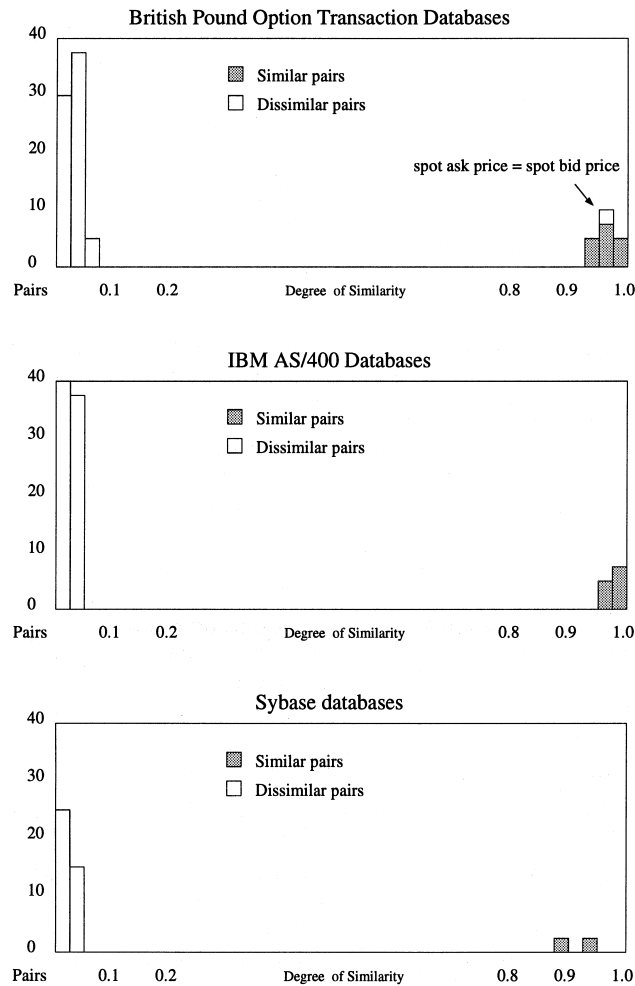 British Pound Option Transaction Databases
40
Similar pairs
30
Dissimilar pairs
20
spot ask price = spot bid price
10
0
Pairs 0.1 0.2 Degree of Similarity 0.8 0.9 1.0
IBM AS/400 Databases
40
Similar pairs
30
Dissimilar pairs
20
10
0
Pairs 0.1 0.2 Degree of Similarity 0.8 0.9 1.0
Sybase databases
40
Similar pairs
30
Dissimilar pairs
20
10
0
Pairs 0.1 0.2 Degree of Similarity 0.8 0.9 1.0